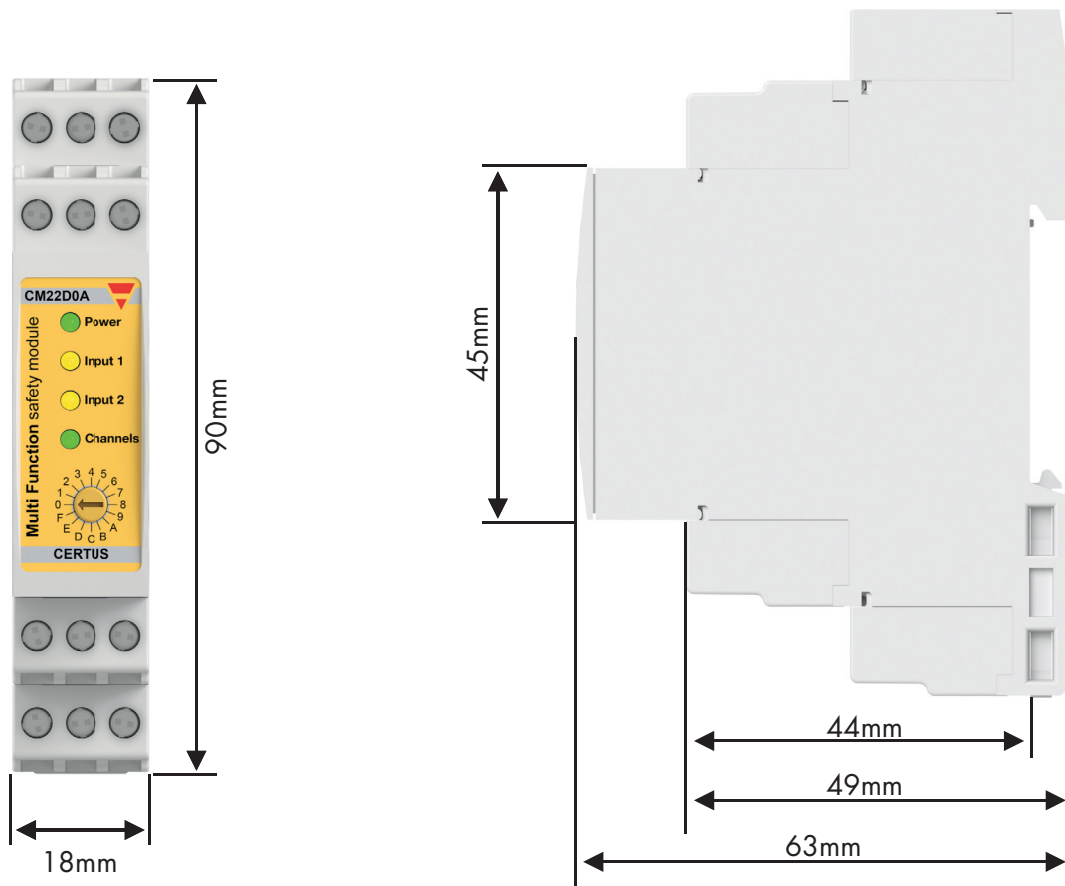 CM22D0A
Multi Function safety module
Power
Input 1
Input 2
Channels
0
1
2
3
4
5
6
7
8
9
A
B
C
D
E
F
CERTUS
90mm
18mm
45mm
44mm
49mm
63mm